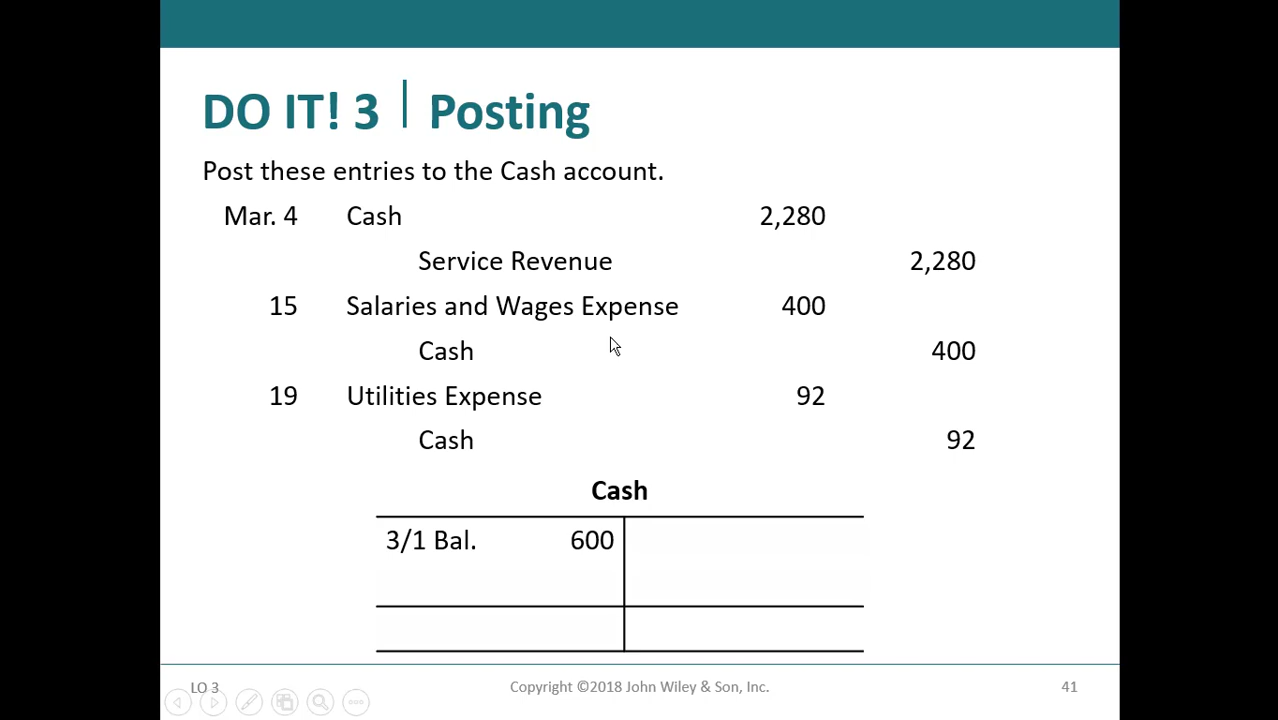 DO IT! 3 | Posting
Post these entries to the Cash account.
Mar. 4 Cash 2,280
Service Revenue 2,280
15 Salaries and Wages Expense 400
Cash 400
19 Utilities Expense 92
Cash 92
Cash
3/1 Bal. 600
LO 3 Copyright ©2018 John Wiley & Son, Inc. 41